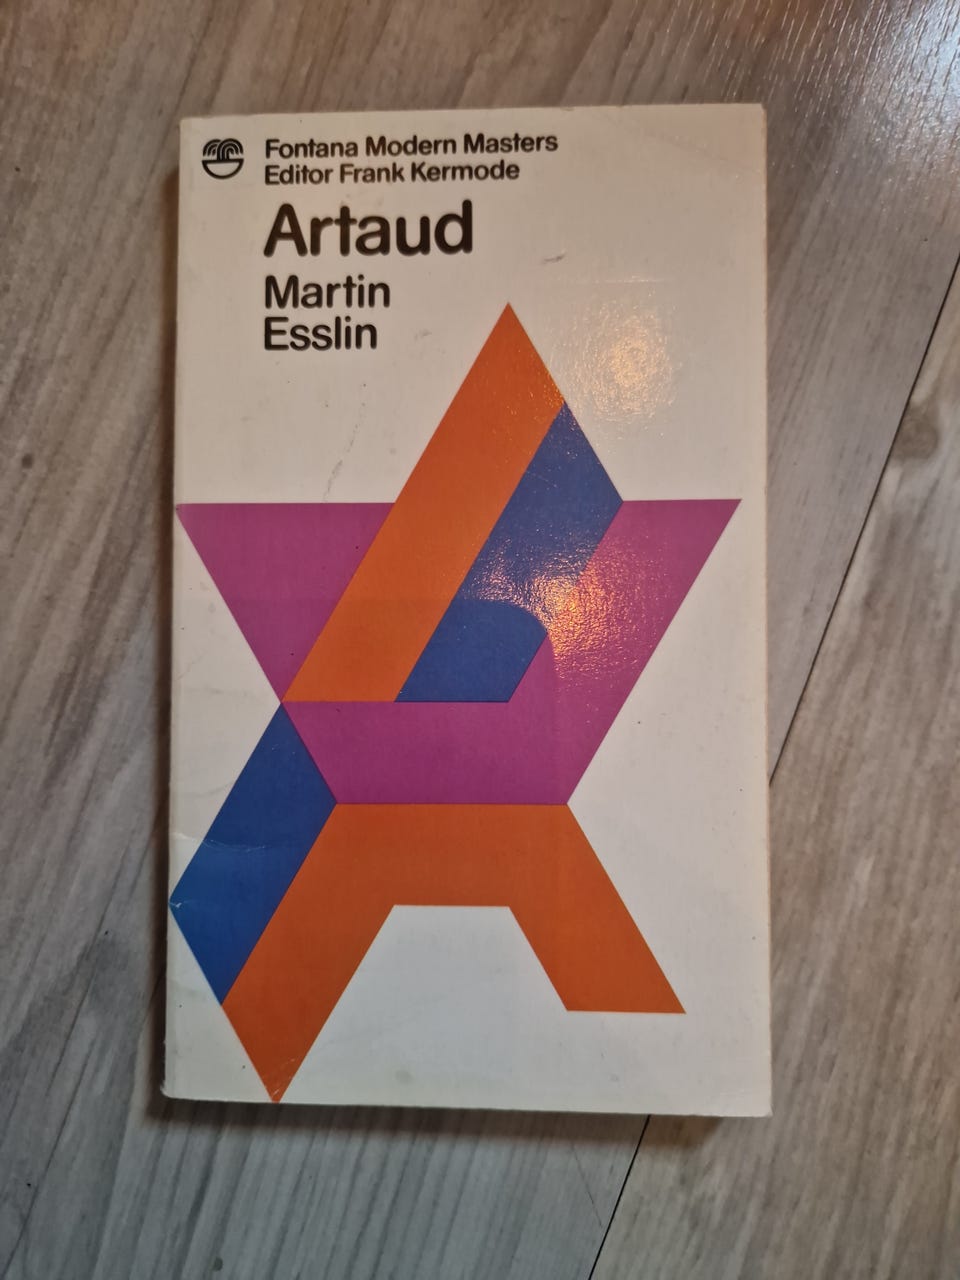 Fontana Modern Masters
Editor Frank Kermode
Artaud
Martin
Esslin